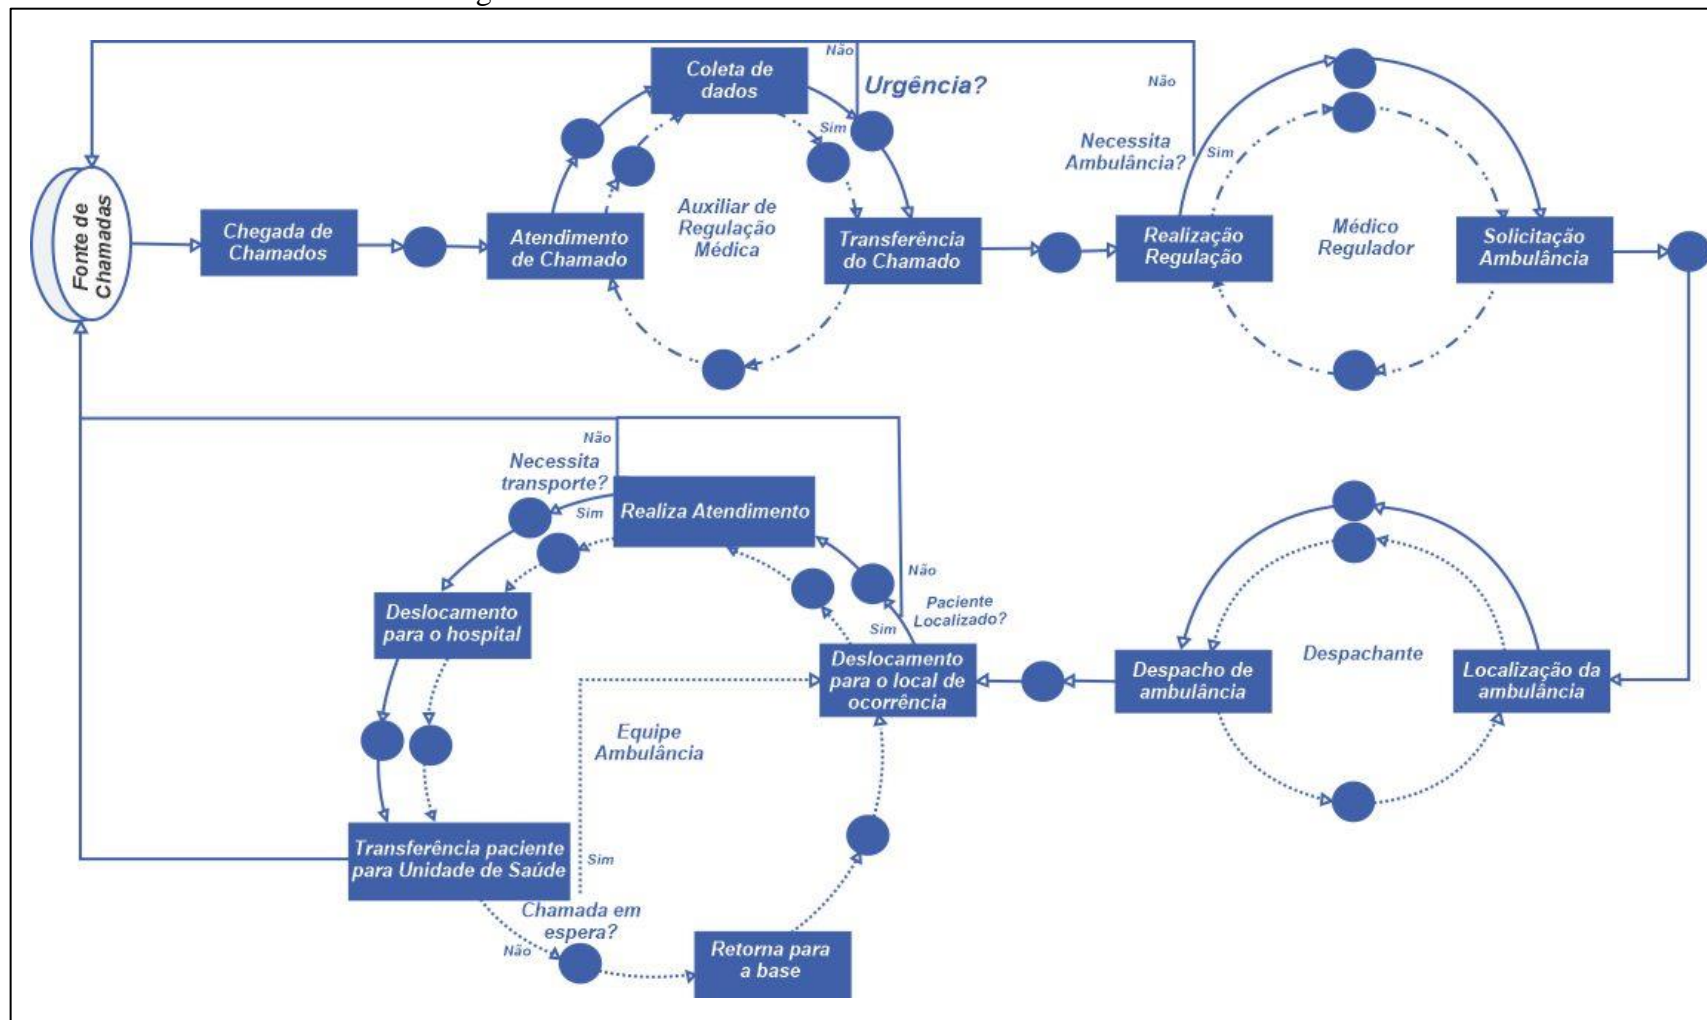 Fonte de
Chamadas
Chegada de
Chamados
Atendimento
de Chamado
Coleta de
dados
Auxiliar de
Regulação
Médica
Não
Urgência?
Sim
Transferência
do Chamado
Não
Necessita
Ambulância?
Sim
Realização
Regulação
Médico
Regulador
Solicitação
Ambulância
Localização da
ambulância
Despachante
Despacho de
ambulância
Deslocamento
para o local de
ocorrência
Não
Paciente
Localizado?
Sim
Realiza Atendimento
Não
Necessita
transporte?
Sim
Deslocamento
para o hospital
Equipe
Ambulância
Transferência paciente
para Unidade de Saúde
Sim
Chamada em
espera?
Não
Retorna para
a base